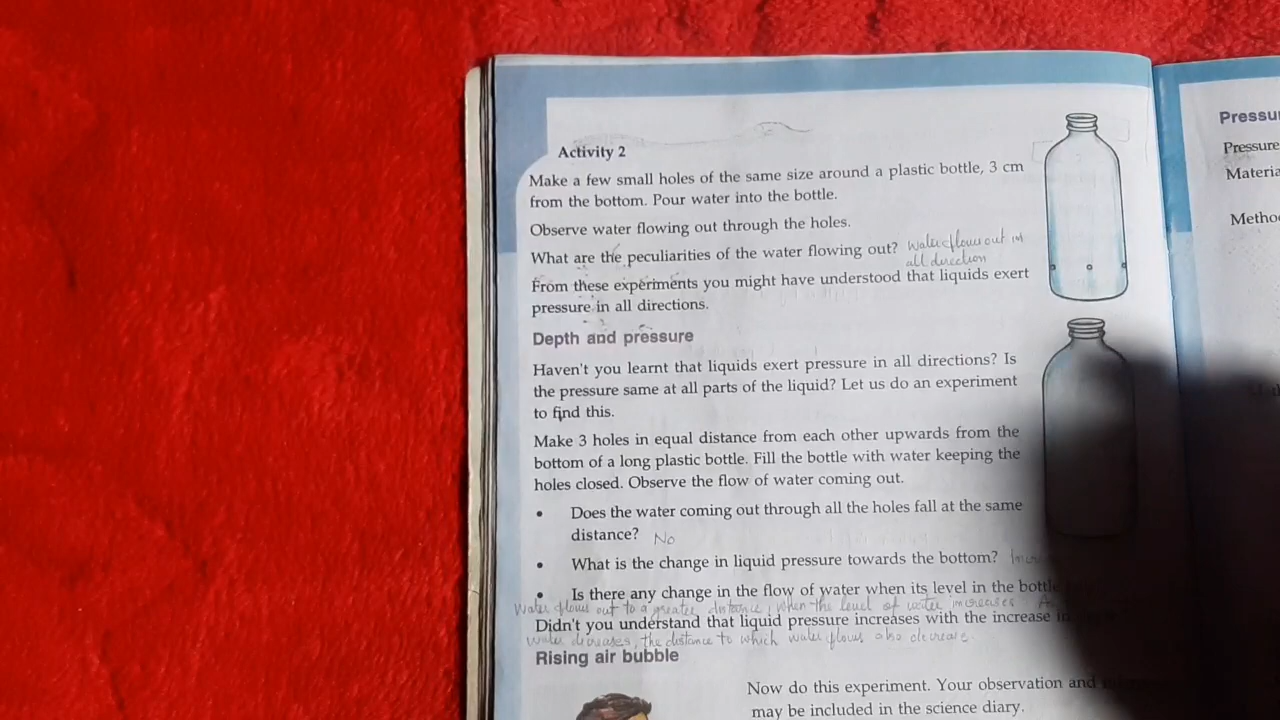 Activity 2
Make a few small holes of the same size around a plastic bottle, 3 cm
from the bottom. Pour water into the bottle.
Observe water flowing out through the holes.
What are the peculiarities of the water flowing out? Water flows out in
all direction
From these experiments you might have understood that liquids exert
pressure in all directions.
Depth and pressure
Haven't you learnt that liquids exert pressure in all directions? Is
the pressure same at all parts of the liquid? Let us do an experiment
to find this.
Make 3 holes in equal distance from each other upwards from the
bottom of a long plastic bottle. Fill the bottle with water keeping the
holes closed. Observe the flow of water coming out.
• Does the water coming out through all the holes fall at the same
distance? No
• What is the change in liquid pressure towards the bottom?
• Is there any change in the flow of water when its level in the
Water flows out to a greater distance, when the level of water increases
Didn't you understand that liquid pressure increases with the increase
water decreases, the distance to which water flows also decrease.
Rising air bubble
Now do this experiment. Your observation and
may be included in the science diary.
Pressure